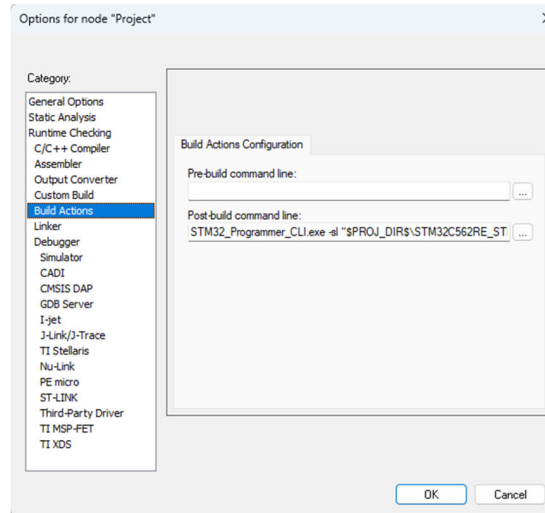 Options for node "Project"
Category:
General Options
Static Analysis
Runtime Checking
C/C++ Compiler
Assembler
Output Converter
Custom Build
Build Actions
Linker
Debugger
Simulator
CADI
CMSIS DAP
GDB Server
I-jet
J-Link/J-Trace
TI Stellaris
Nu-Link
PE micro
ST-LINK
Third-Party Driver
TI MSP-FET
TI XDS
Build Actions Configuration
Pre-build command line:
...
Post-build command line:
STM32_Programmer_CLI.exe -sl "$PROJ_DIR$\STM32C562RE_ST
...
OK
Cancel